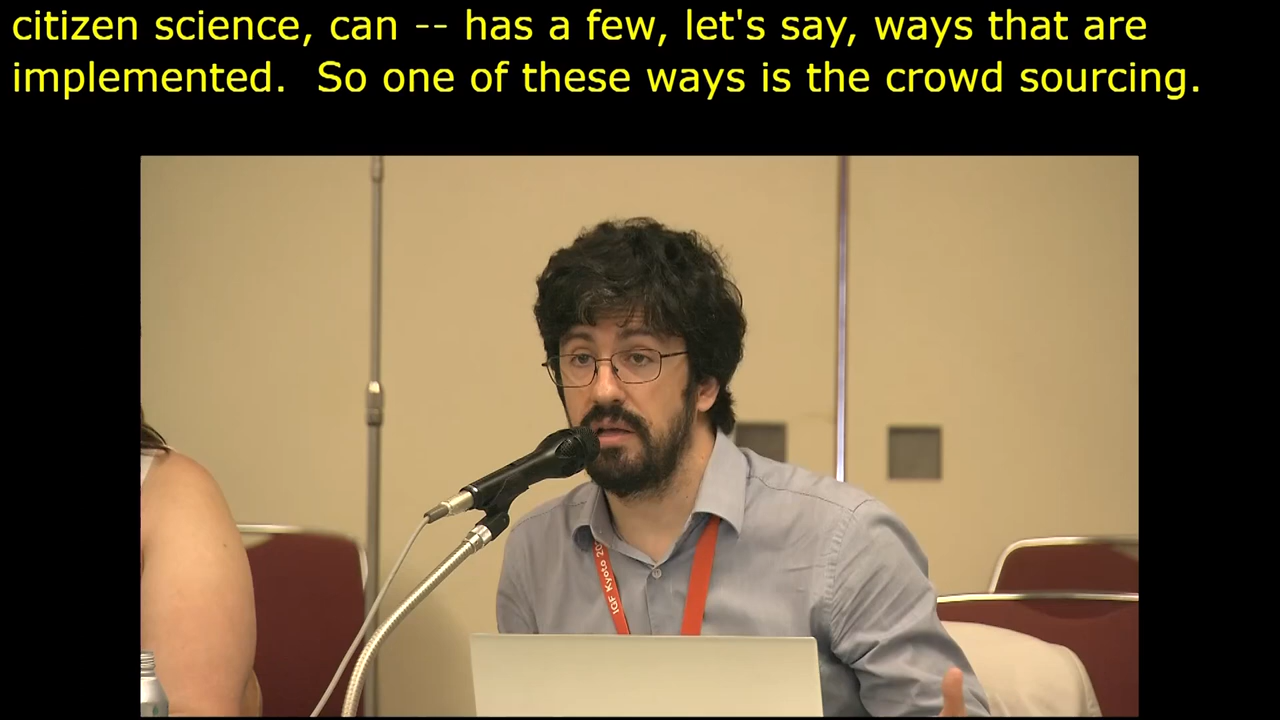 citizen science, can -- has a few, let's say, ways that are
implemented.  So one of these ways is the crowd sourcing.
IGF Kyoto 20